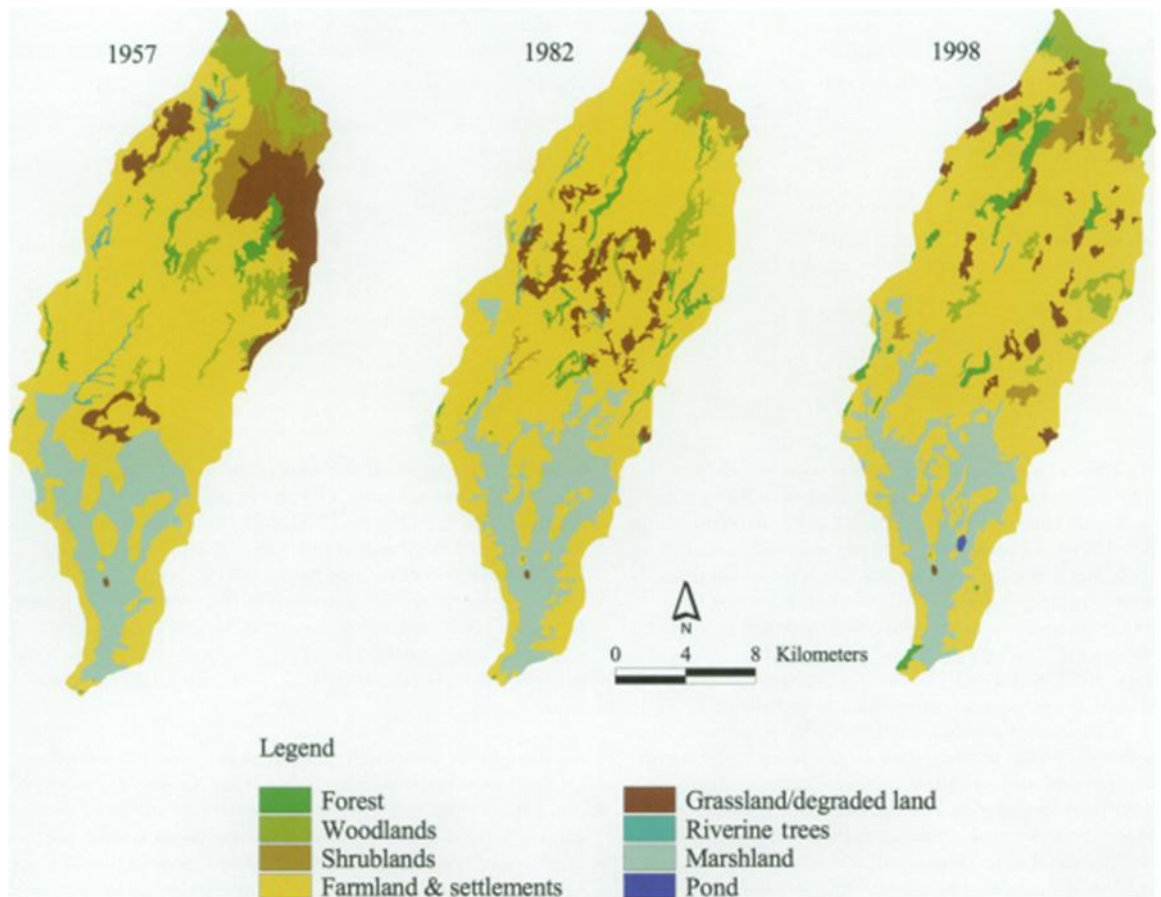 1957
1982
1998
N
0 4 8 Kilometers
Legend
Forest
Woodlands
Shrublands
Farmland & settlements
Grassland/degraded land
Riverine trees
Marshland
Pond